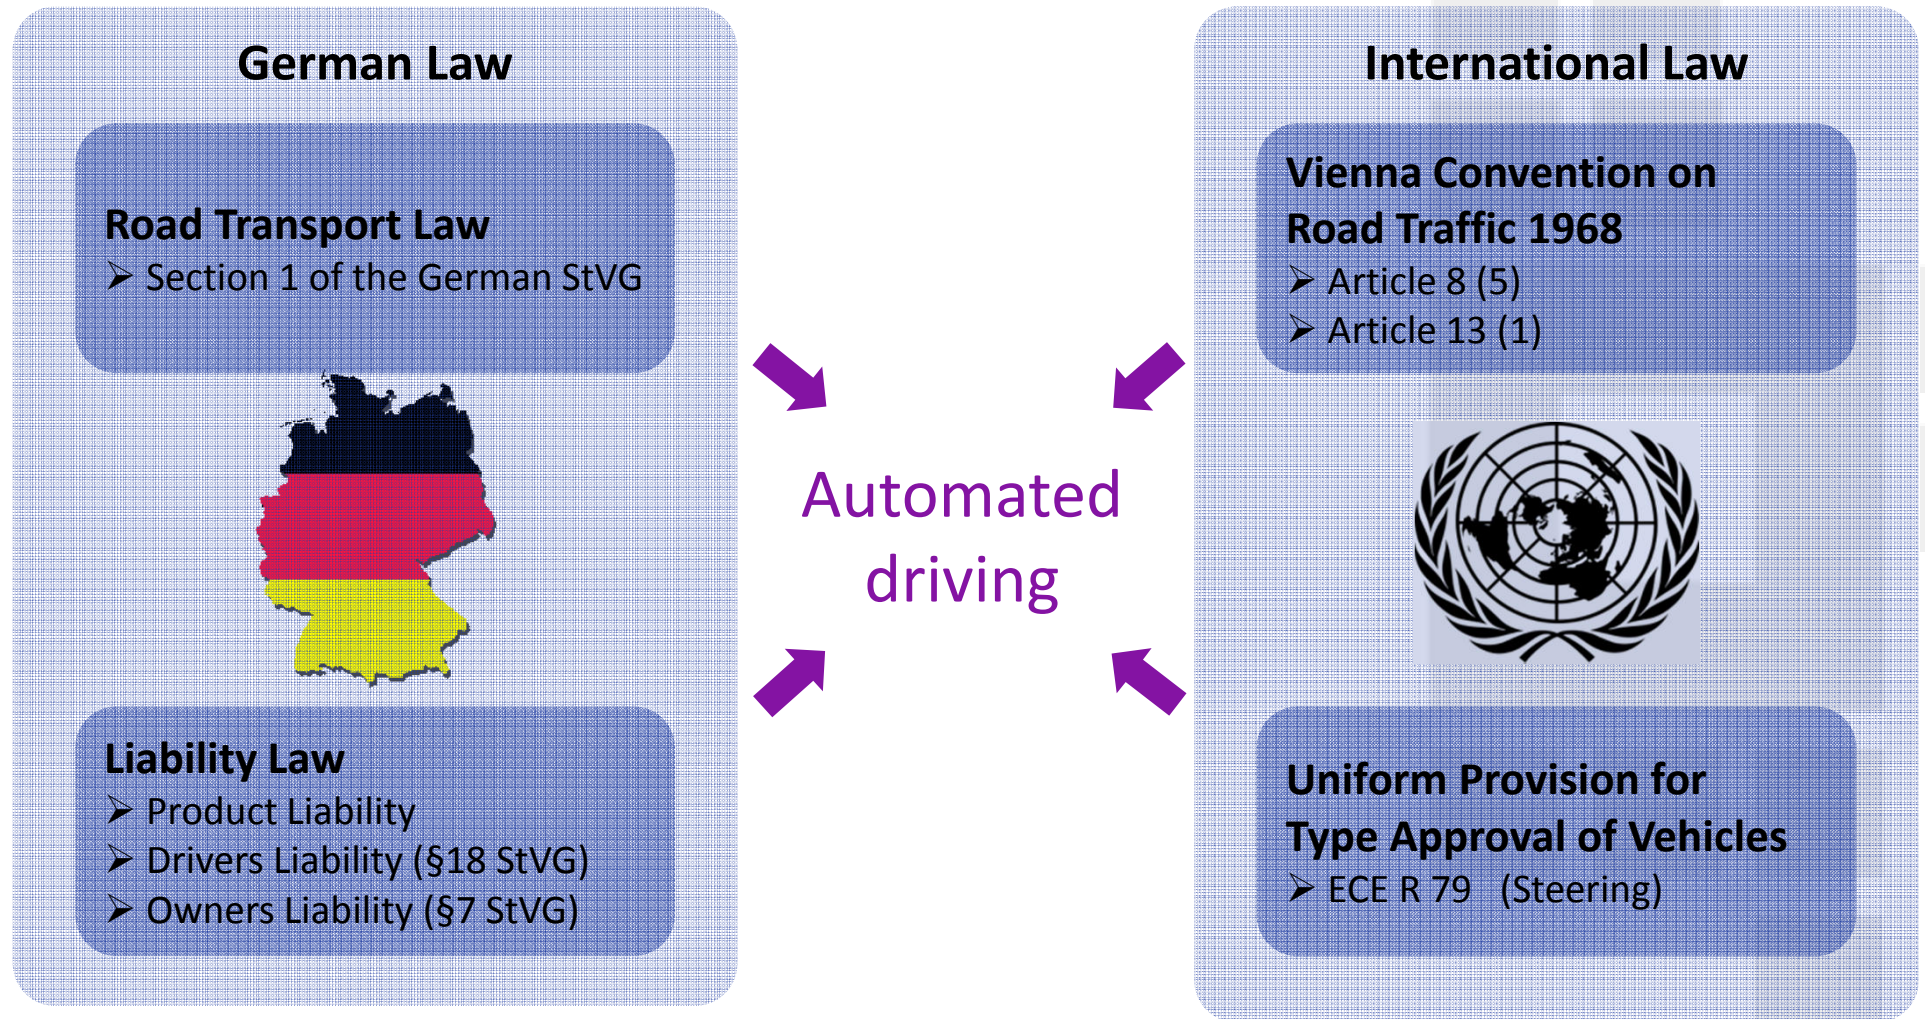 German Law
Road Transport Law
➢ Section 1 of the German StVG
Liability Law
➢ Product Liability
➢ Drivers Liability (§18 StVG)
➢ Owners Liability (§7 StVG)
Automated
driving
International Law
Vienna Convention on
Road Traffic 1968
➢ Article 8 (5)
➢ Article 13 (1)
Uniform Provision for
Type Approval of Vehicles
➢ ECE R 79 (Steering)